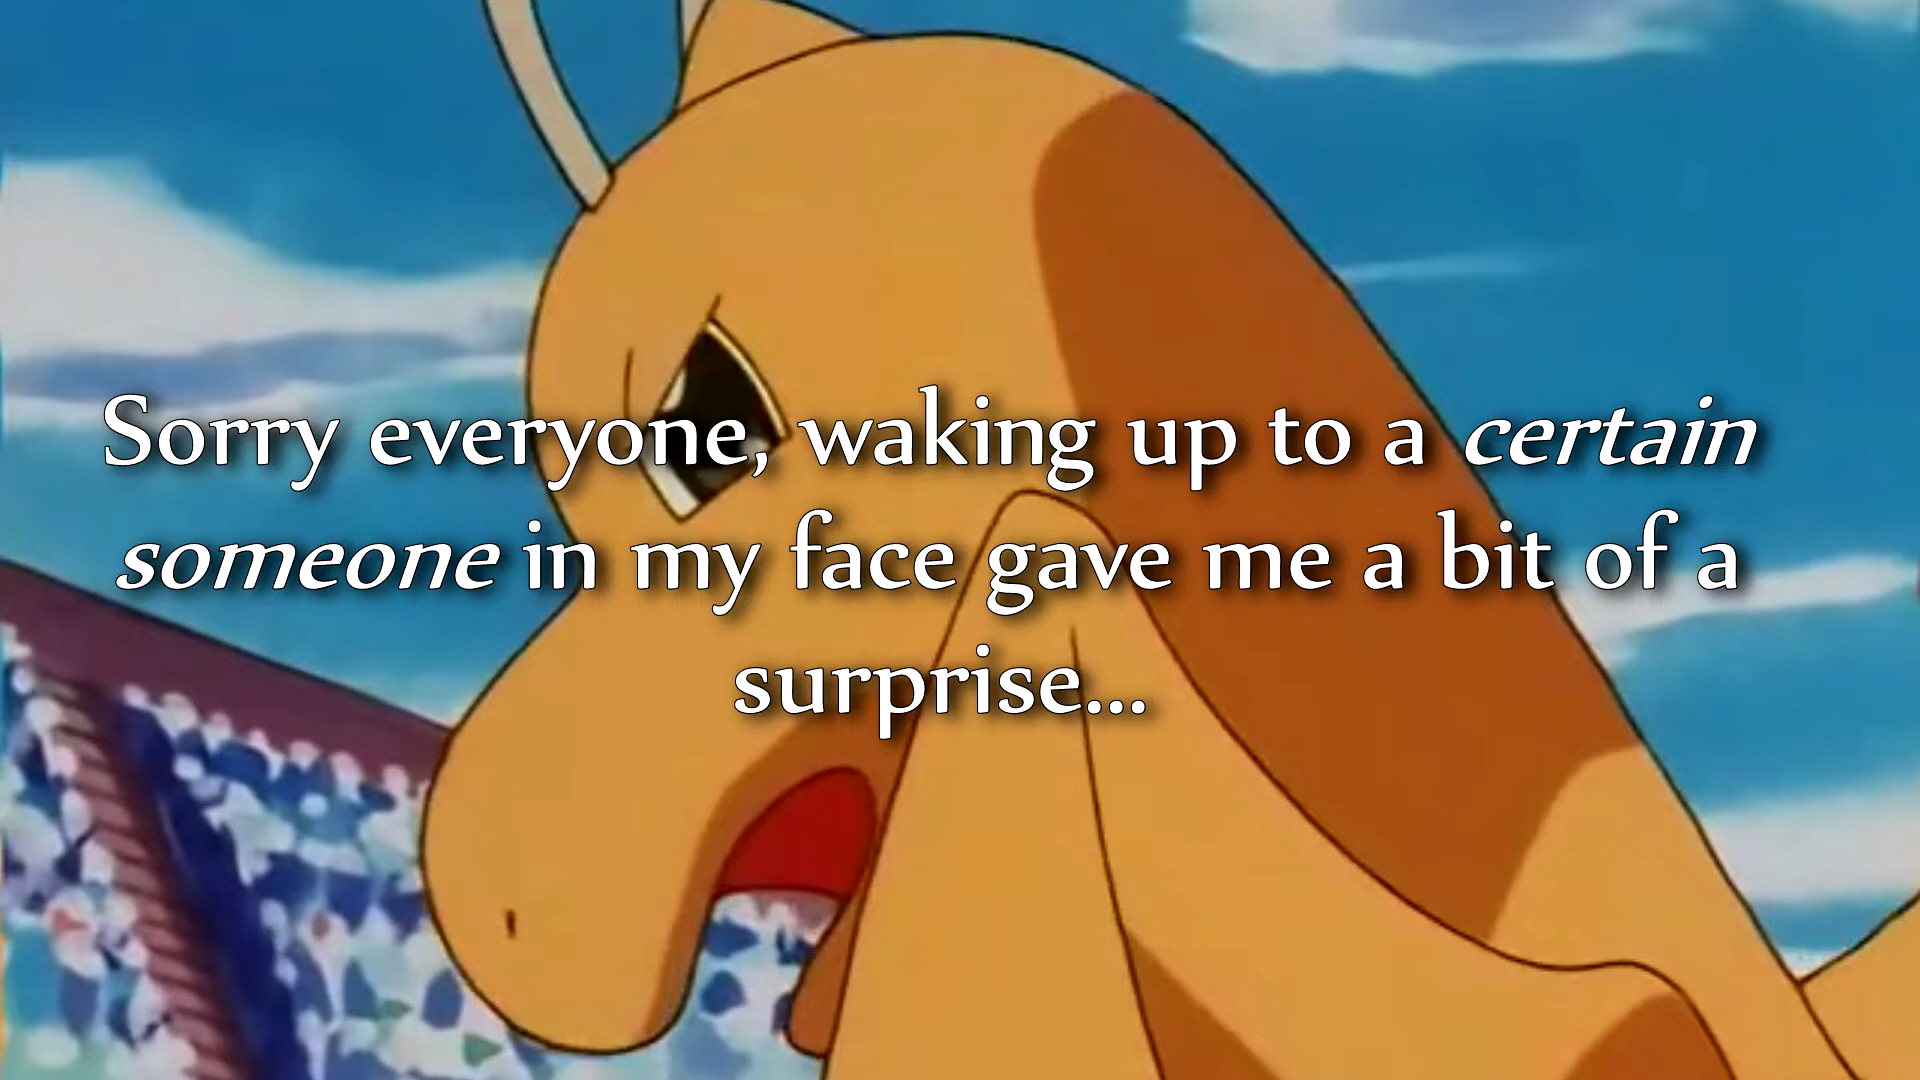 Sorry everyone, waking up to a certain
someone in my face gave me a bit of a
surprise...